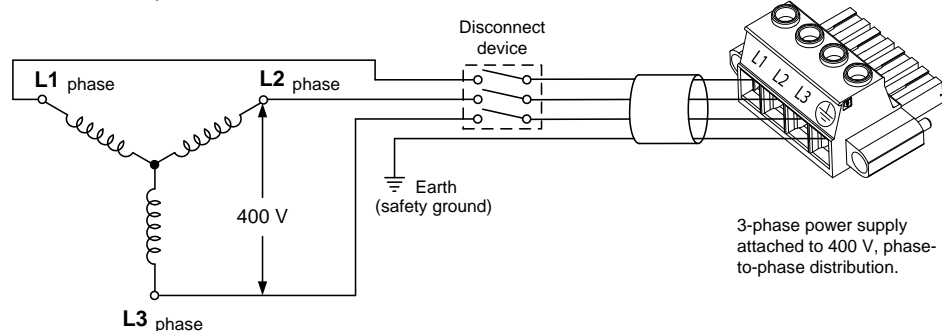 Disconnect
device
L1 phase
L2 phase
L1
L2
L3
400 V
Earth
(safety ground)
3-phase power supply
attached to 400 V, phase-
to-phase distribution.
L3 phase